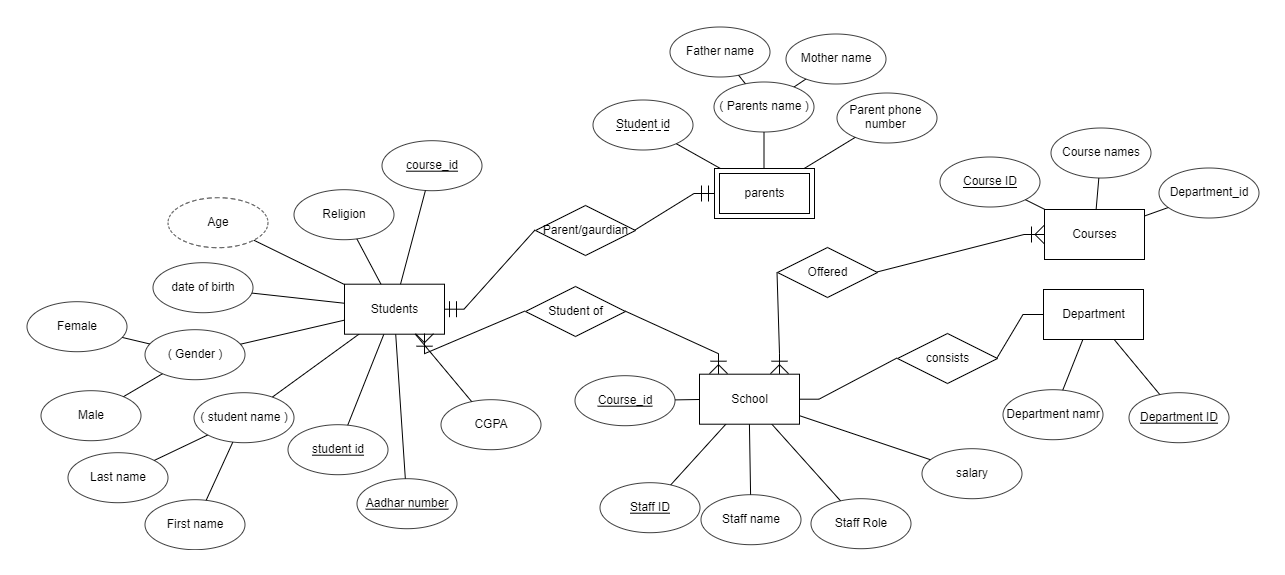 Father name
Mother name
( Parents name )
Parent phone
number
Student id
course_id
Course names
Course ID
Department_id
parents
Age
Religion
Parent/gaurdian
Courses
date of birth
Offered
Students
Student of
Department
Female
( Gender )
consists
Male
( student name )
Course_id
School
Department namr
Department ID
CGPA
student id
Last name
salary
Aadhar number
Staff ID
Staff name
Staff Role
First name